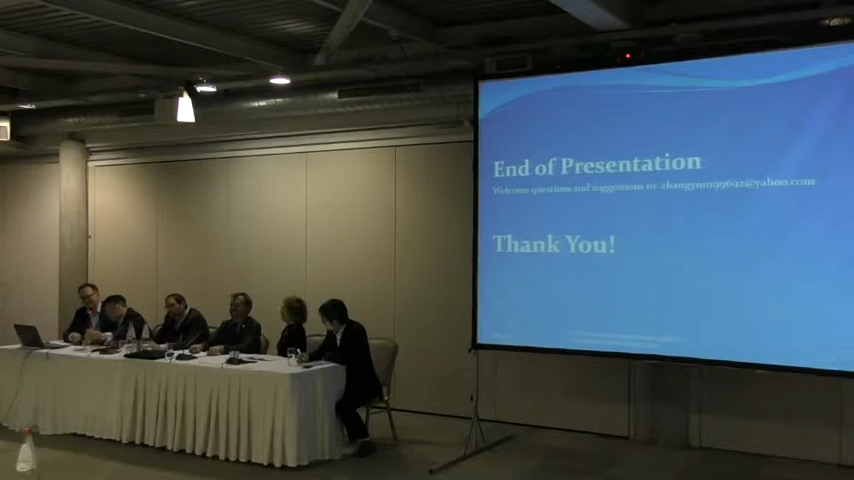 End of Presentation
Welcome questions and suggestions to
Thank You!